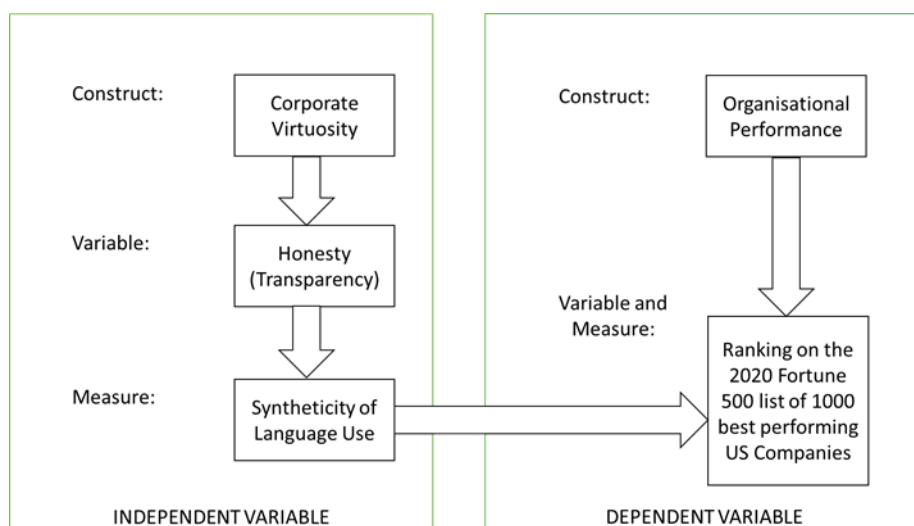 Construct:
Corporate
Virtuosity
Variable:
Honesty
(Transparency)
Measure:
Syntheticity of
Language Use
INDEPENDENT VARIABLE
Construct:
Organisational
Performance
Variable and
Measure:
Ranking on the
2020 Fortune
500 list of 1000
best performing
US Companies
DEPENDENT VARIABLE